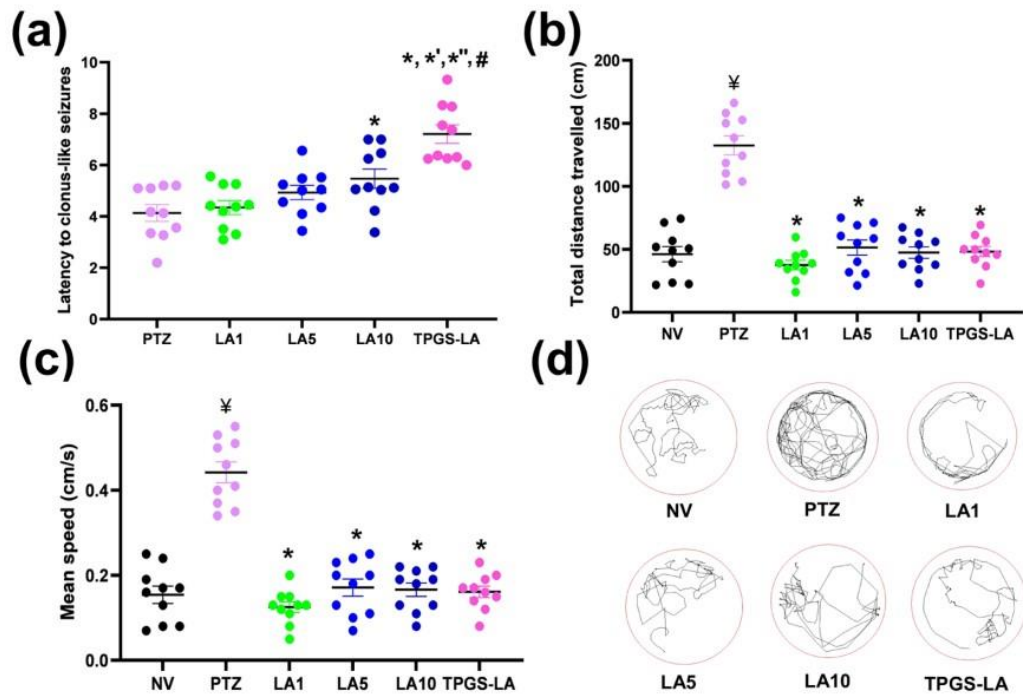 (a)
Latency to clonus-like seizures
10
8
6
4
2
0
*
*, *', *", #
PTZ LA1 LA5 LA10 TPGS-LA
(b)
Total distance travelled (cm)
200
150
100
50
0
¥
* * * *
NV PTZ LA1 LA5 LA10 TPGS-LA
(c)
Mean speed (cm/s)
0.6
0.4
0.2
0.0
¥
* * * *
NV PTZ LA1 LA5 LA10 TPGS-LA
(d)
NV PTZ LA1
LA5 LA10 TPGS-LA